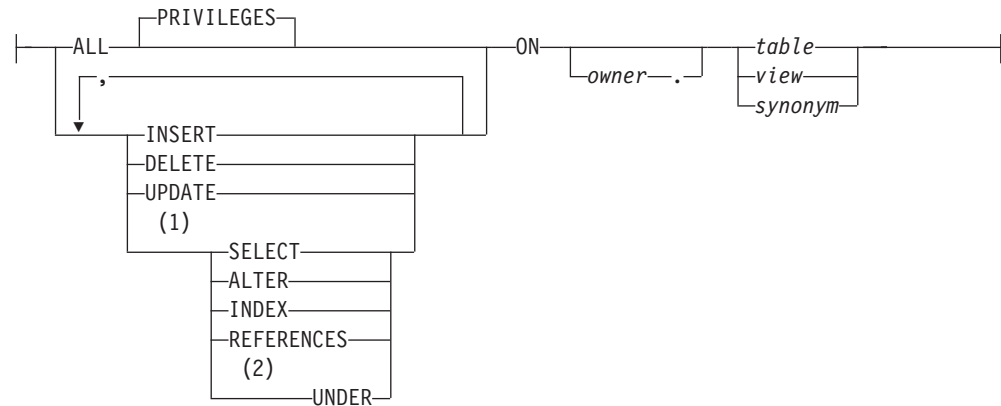 PRIVILEGES
ALL ON table
owner . view
, synonym
INSERT
DELETE
UPDATE
(1)
SELECT
ALTER
INDEX
REFERENCES
(2)
UNDER